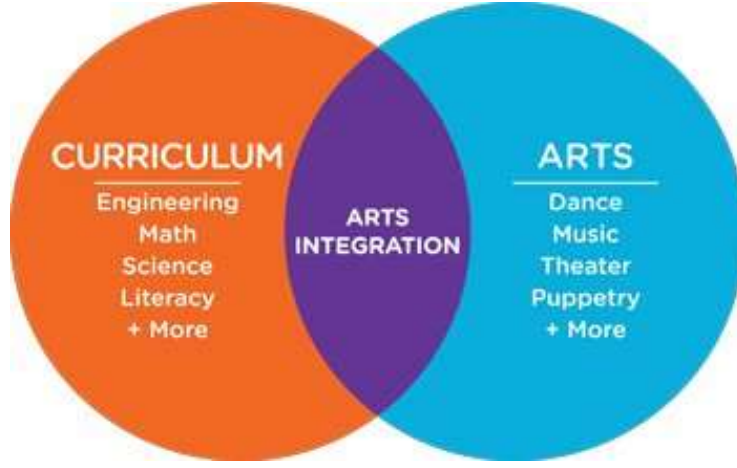 CURRICULUM
Engineering
Math
Science
Literacy
+ More
ARTS
INTEGRATION
ARTS
Dance
Music
Theater
Puppetry
+ More